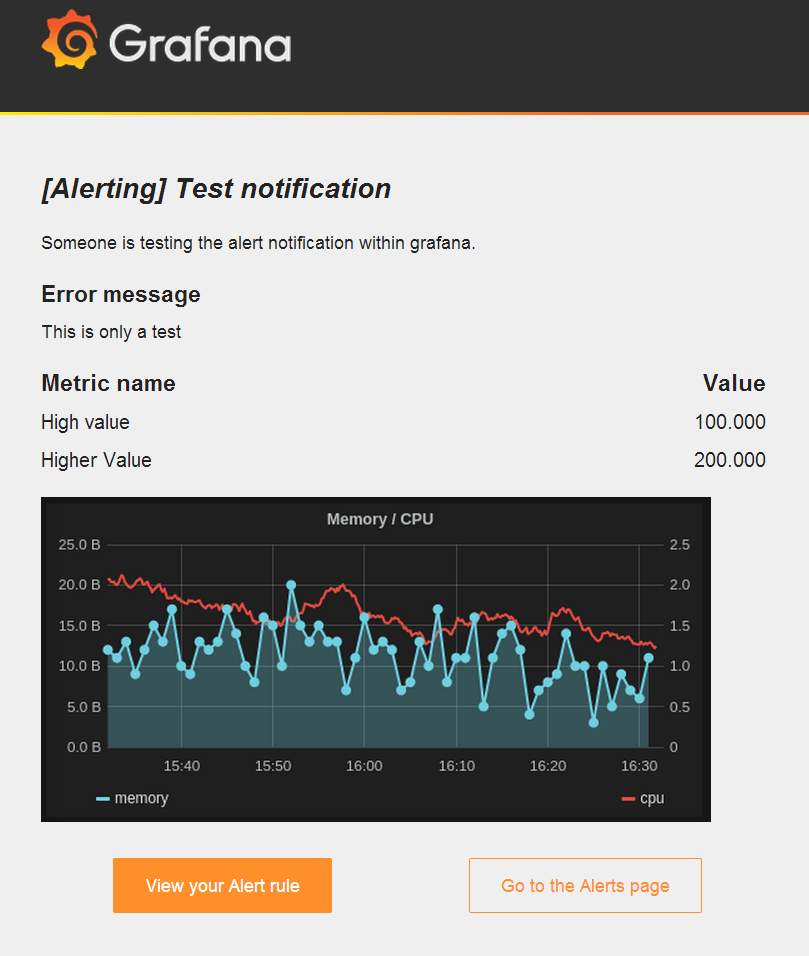 Grafana
[Alerting] Test notification
Someone is testing the alert notification within grafana.
Error message
This is only a test
Metric name Value
High value 100.000
Higher Value 200.000
Memory / CPU
25.0 B 2.5
20.0 B 2.0
15.0 B 1.5
10.0 B 1.0
5.0 B 0.5
0.0 B 0
15:40 15:50 16:00 16:10 16:20 16:30
memory cpu
View your Alert rule Go to the Alerts page